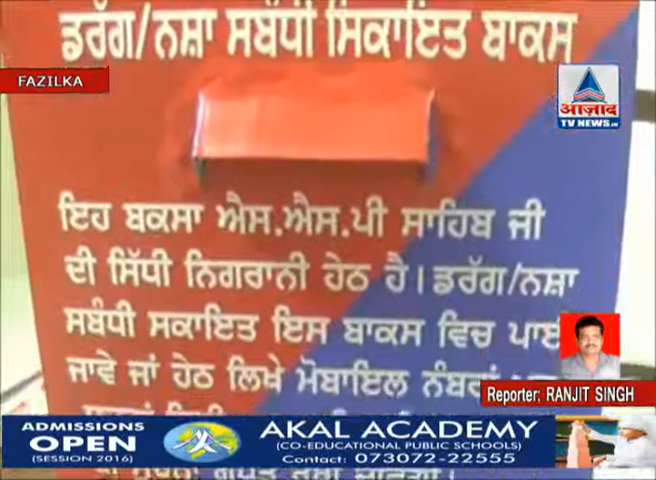 ਡਰੱਗ/ਨਸ਼ਾ ਸਬੰਧੀ ਸਿਕਾਇਤ ਬਾਕਸ
FAZILKA
आज़ाद
TV NEWS
ਇਹ ਬਕਸਾ ਐਸ.ਐਸ.ਪੀ ਸਾਹਿਬ ਜੀ
ਦੀ ਸਿੱਧੀ ਨਿਗਰਾਨੀ ਹੇਠ ਹੈ। ਡਰੱਗ/ਨਸ਼ਾ
ਸਬੰਧੀ ਸਕਾਇਤ ਇਸ ਬਾਕਸ ਵਿਚ ਪਾਈ
ਜਾਵੇ ਜਾਂ ਹੇਠ ਲਿਖੇ ਮੋਬਾਇਲ ਨੰਬਰਾਂ
Reporter: RANJIT SINGH
ADMISSIONS
OPEN
(SESSION 2016)
AKAL ACADEMY
(CO-EDUCATIONAL PUBLIC SCHOOLS)
Contact: 073072-22555